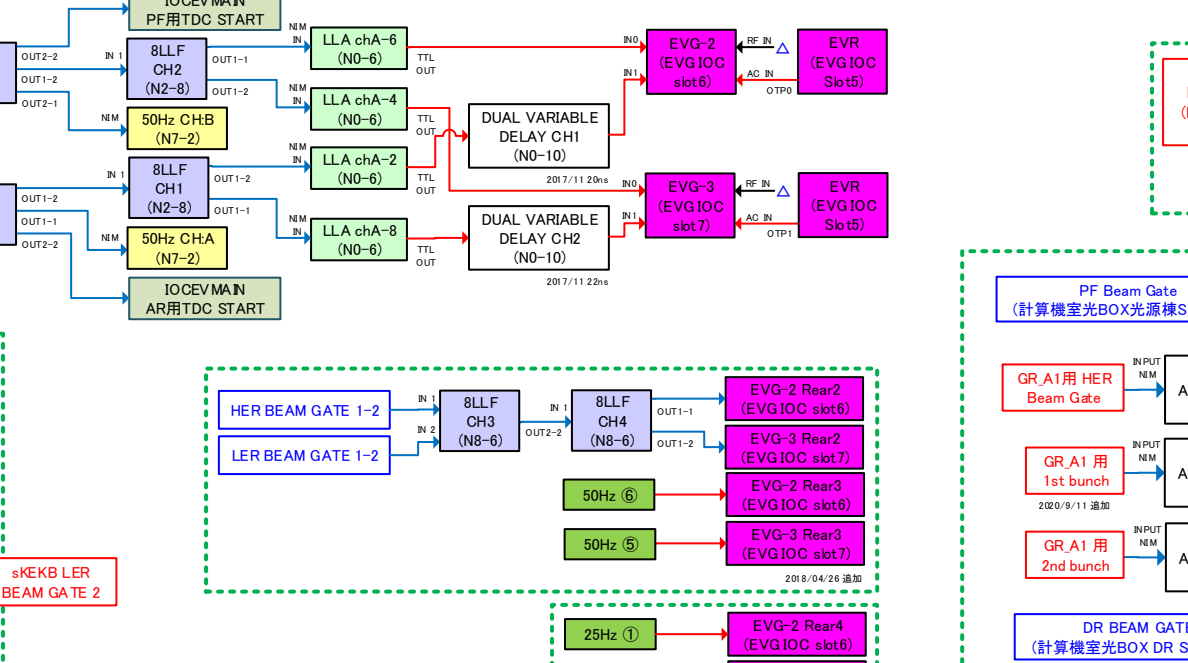 PF用TDC START
OUT2-2
OUT1-2
OUT2-1
IN 1
8LLF
CH2
(N2-8)
OUT1-1
OUT1-2
NIM
50Hz CH:B
(N7-2)
NIM
IN
LLA chA-6
(N0-6)
TTL
OUT
NIM
IN
LLA chA-4
(N0-6)
TTL
OUT
DUAL VARIABLE
DELAY CH1
(N0-10)
2017/11 20ns
IN0
IN1
EVG-2
(EVG IOC
slot6)
RF IN
AC IN
OTP0
EVR
(EVG IOC
Slot5)
OUT1-2
OUT1-1
OUT2-2
IN 1
8LLF
CH1
(N2-8)
OUT1-2
OUT1-1
NIM
50Hz CH:A
(N7-2)
IOCEVMAIN
AR用TDC START
NIM
IN
LLA chA-2
(N0-6)
TTL
OUT
NIM
IN
LLA chA-8
(N0-6)
TTL
OUT
DUAL VARIABLE
DELAY CH2
(N0-10)
2017/11 22ns
IN0
IN1
EVG-3
(EVG IOC
slot7)
RF IN
AC IN
OTP1
EVR
(EVG IOC
Slot5)
HER BEAM GATE 1-2
LER BEAM GATE 1-2
IN 1
IN 2
8LLF
CH3
(N8-6)
OUT2-2
IN 1
8LLF
CH4
(N8-6)
OUT1-1
OUT1-2
EVG-2 Rear2
(EVG IOC slot6)
EVG-3 Rear2
(EVG IOC slot7)
50Hz ⑥
EVG-2 Rear3
(EVG IOC slot6)
50Hz ⑤
EVG-3 Rear3
(EVG IOC slot7)
2018/04/26 追加
25Hz ①
EVG-2 Rear4
(EVG IOC slot6)
sKEKB LER
BEAM GATE 2
PF Beam Gate
(計算機室光BOX光源棟S
GR_A1用 HER
Beam Gate
INPUT
NIM
A
GR_A1 用
1st bunch
2020/9/11 追加
INPUT
NIM
A
GR_A1 用
2nd bunch
INPUT
NIM
A
DR BEAM GATE
(計算機室光BOX DR S